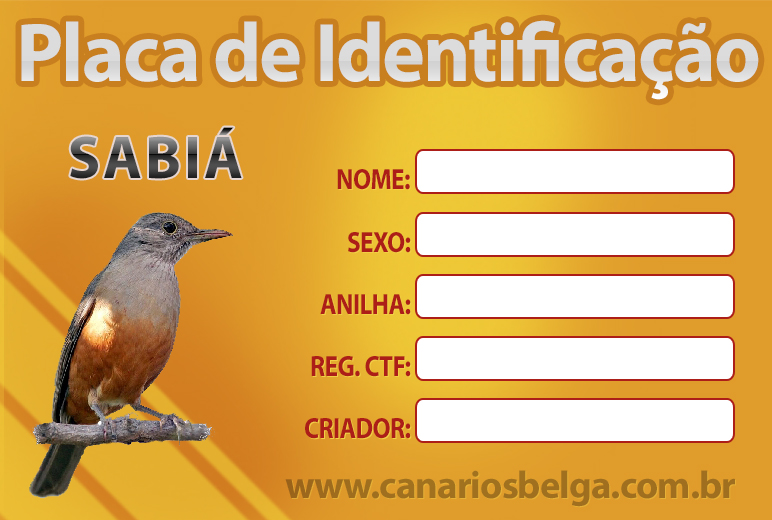 Placa de Identificação
SABIÁ
NOME:
SEXO:
ANILHA:
REG. CTF:
CRIADOR:
www.canariosbelga.com.br